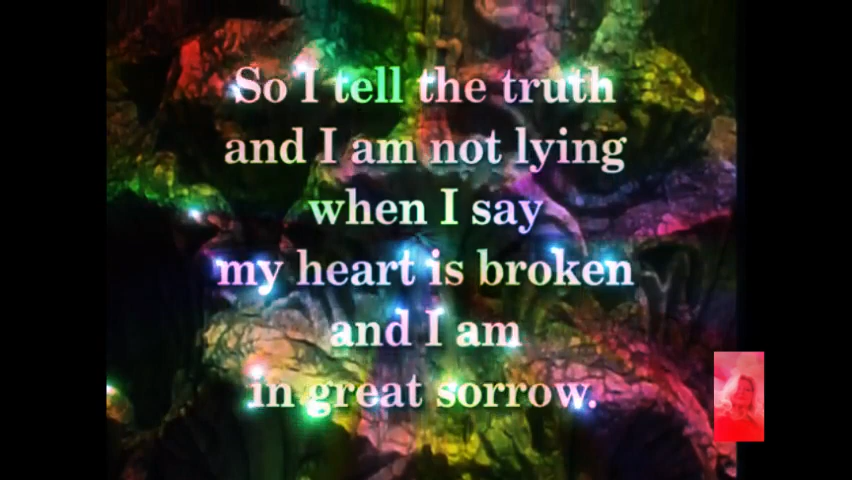 So I tell the truth
and I am not lying
when I say
my heart is broken
and I am
in great sorrow.